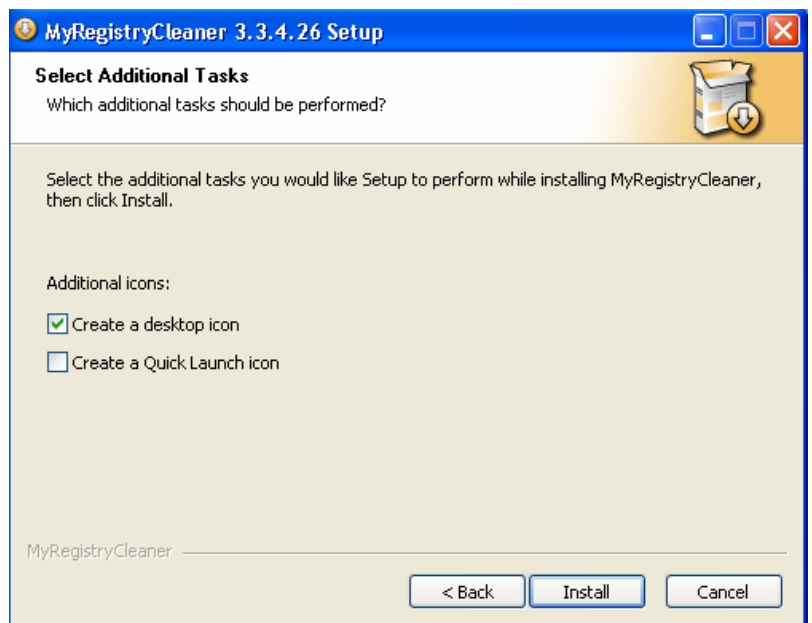 MyRegistryCleaner 3.3.4.26 Setup
Select Additional Tasks
Which additional tasks should be performed?
Select the additional tasks you would like Setup to perform while installing MyRegistryCleaner,
then click Install.
Additional icons:
Create a desktop icon
Create a Quick Launch icon
MyRegistryCleaner
< Back
Install
Cancel